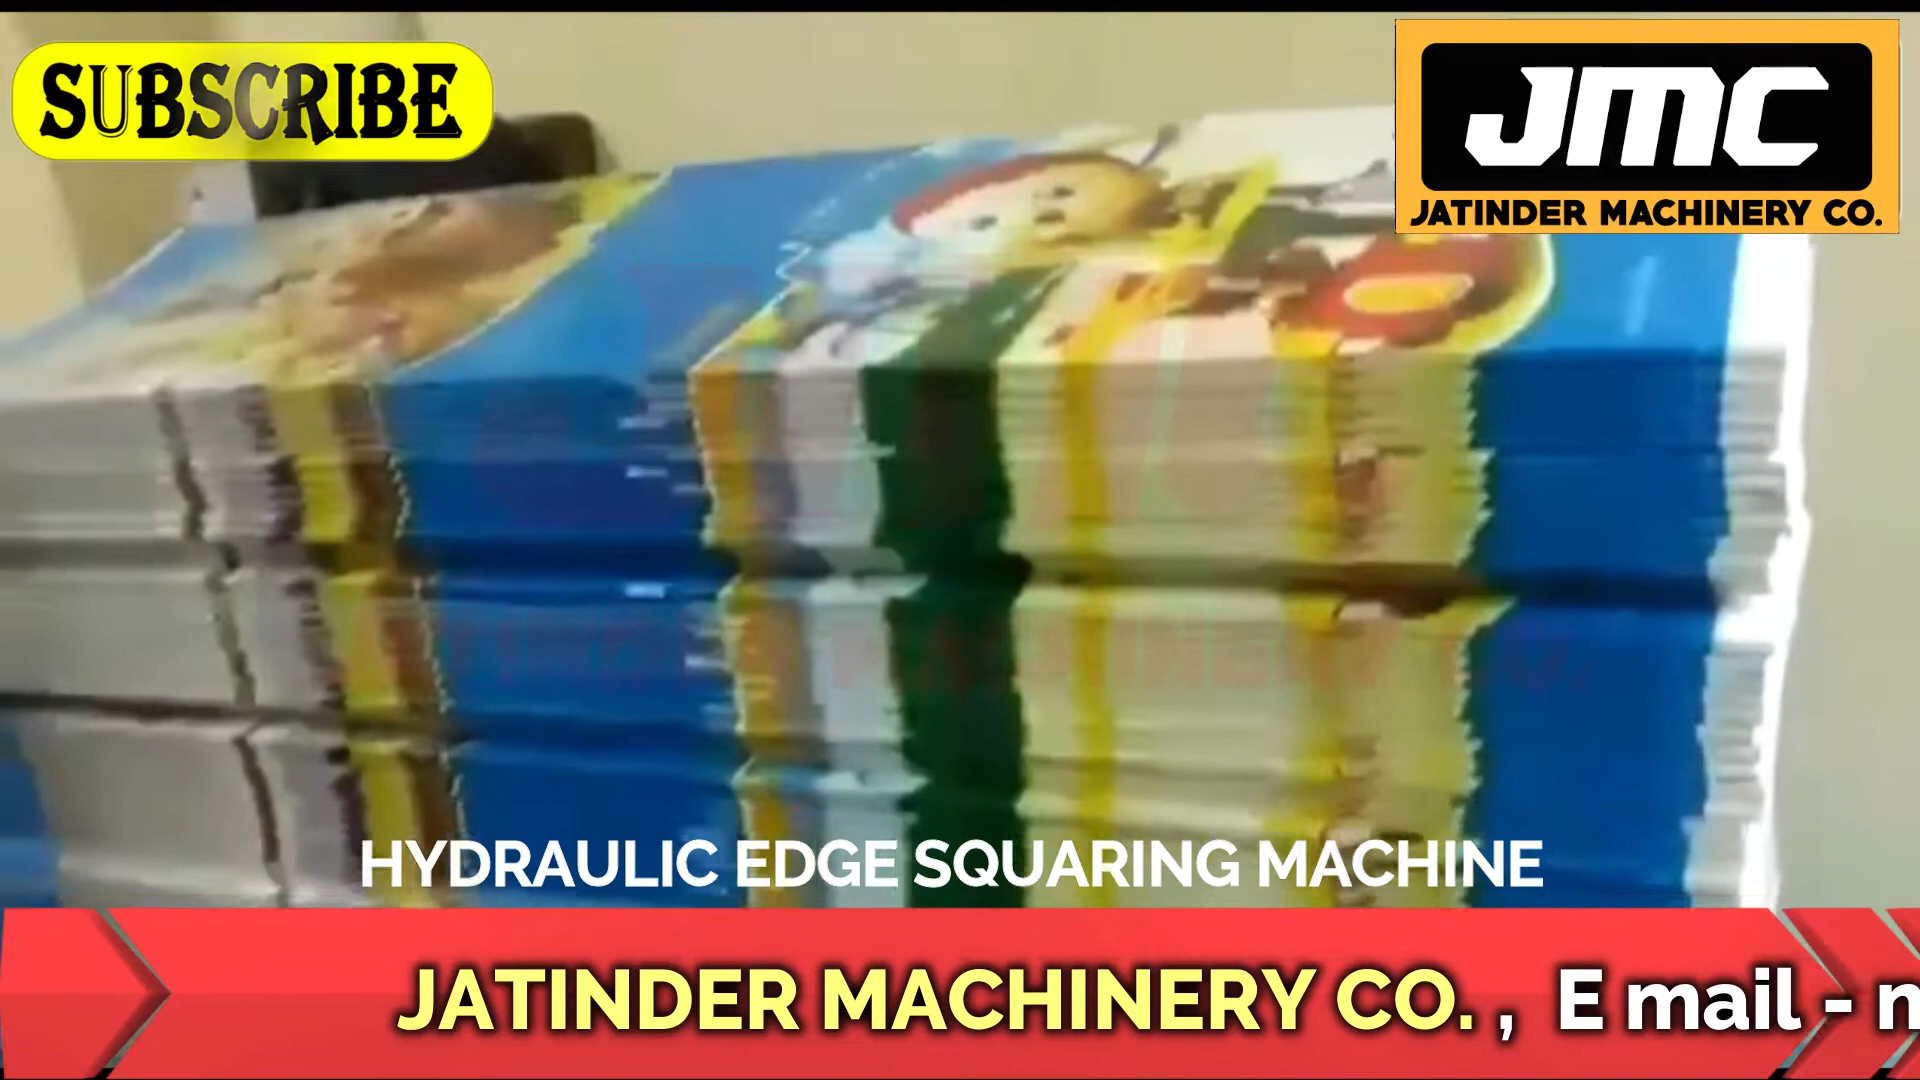 SUBSCRIBE
JMC
JATINDER MACHINERY CO.
HYDRAULIC EDGE SQUARING MACHINE
JATINDER MACHINERY CO. , E mail - n